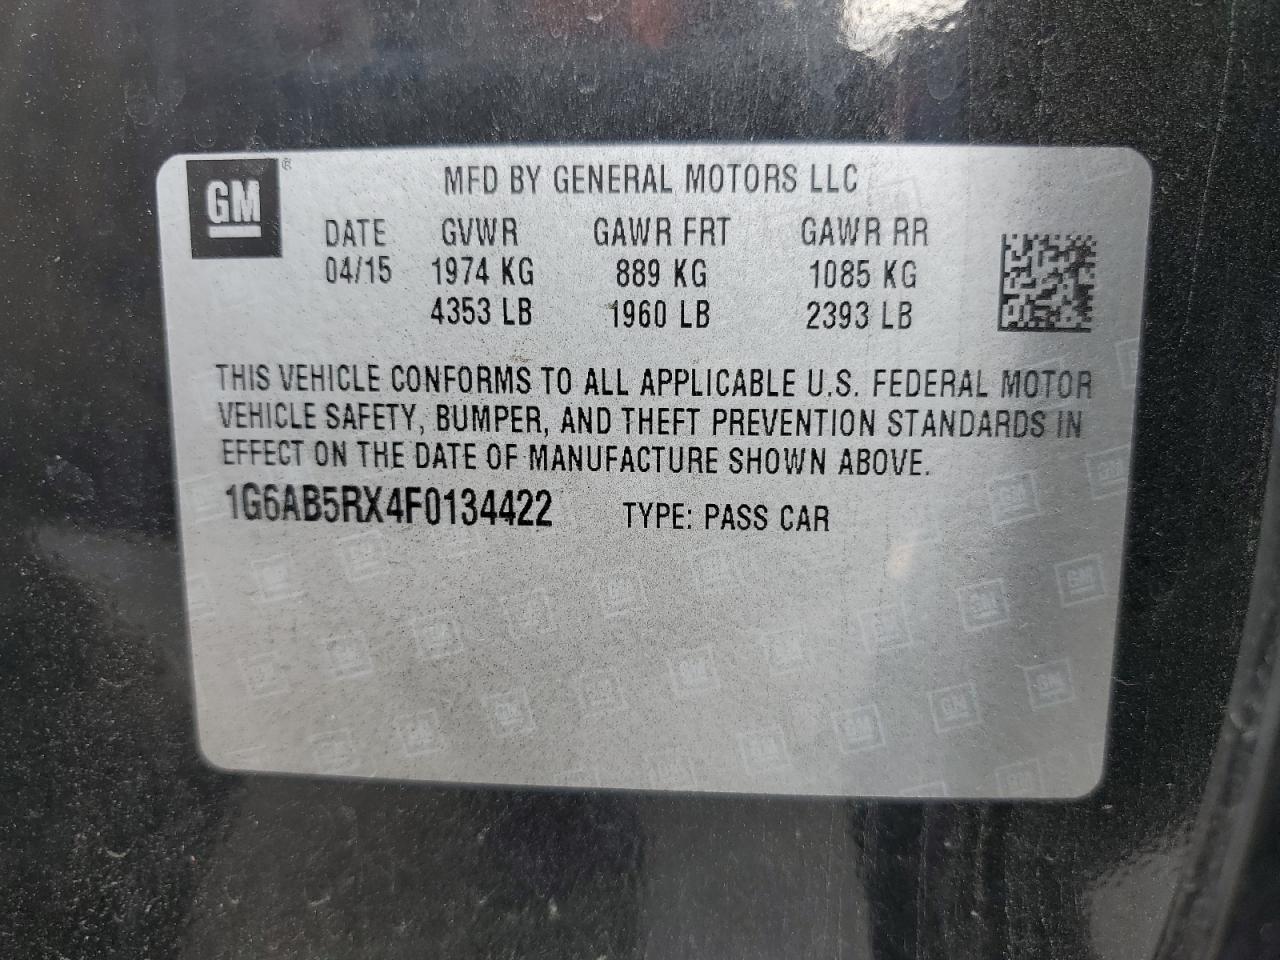 GM ®
MFD BY GENERAL MOTORS LLC
DATE GVWR GAWR FRT GAWR RR
04/15 1974 KG 889 KG 1085 KG
4353 LB 1960 LB 2393 LB
THIS VEHICLE CONFORMS TO ALL APPLICABLE U.S. FEDERAL MOTOR
VEHICLE SAFETY, BUMPER, AND THEFT PREVENTION STANDARDS IN
EFFECT ON THE DATE OF MANUFACTURE SHOWN ABOVE.
1G6AB5RX4F0134422 TYPE: PASS CAR